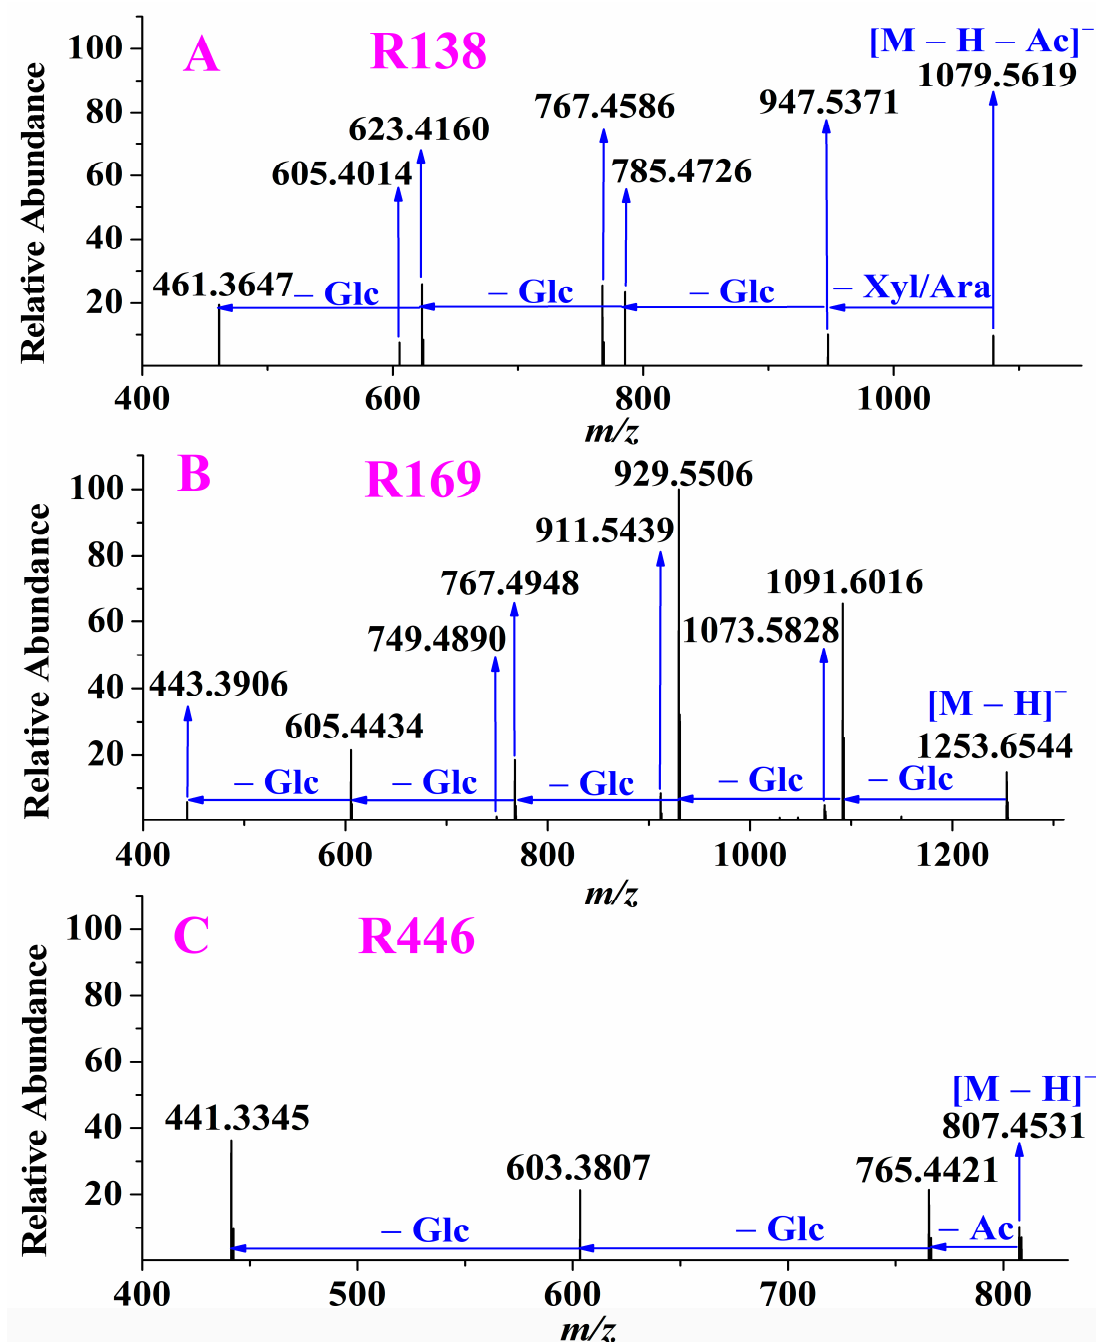 A R138 [M – H – Ac]⁻
1079.5619
947.5371
767.4586
623.4160
605.4014
785.4726
461.3647
– Glc – Glc – Glc – Xyl/Ara
Relative Abundance
100
80
60
40
20
400 600 800 1000
m/z
B R169
929.5506
911.5439
767.4948
1091.6016
749.4890
1073.5828
443.3906
605.4434
[M – H]⁻
1253.6544
– Glc – Glc – Glc – Glc – Glc
Relative Abundance
100
80
60
40
20
400 600 800 1000 1200
m/z
C R446
[M – H]⁻
807.4531
441.3345
603.3807
765.4421
– Glc – Glc – Ac
Relative Abundance
100
80
60
40
20
400 500 600 700 800
m/z